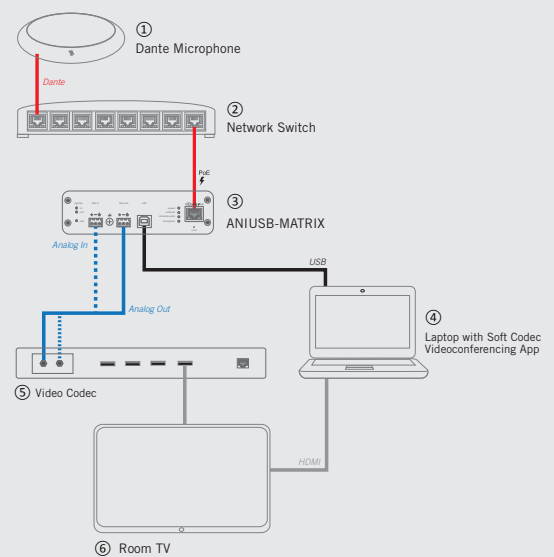 ①
Dante Microphone
Dante
②
Network Switch
PoE
③
ANIUSB-MATRIX
Analog In
USB
Analog Out
④
Laptop with Soft Codec
Videoconferencing App
⑤ Video Codec
HDMI
⑥ Room TV